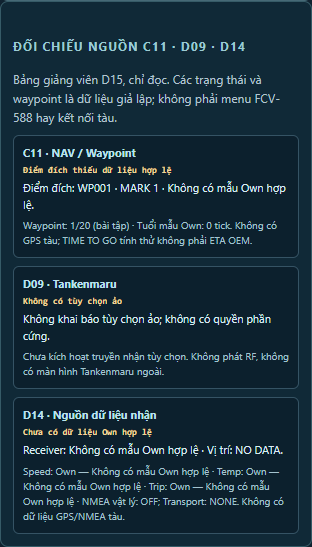 ĐỐI CHIẾU NGUỒN C11 · D09 · D14
Bảng giảng viên D15, chỉ đọc. Các trạng thái và
waypoint là dữ liệu giả lập; không phải menu FCV-
588 hay kết nối tàu.
C11 · NAV / Waypoint
Điểm đích thiếu dữ liệu hợp lệ
Điểm đích: WP001 · MARK 1 · Không có mẫu Own hợp
lệ.
Waypoint: 1/20 (bài tập) · Tuổi mẫu Own: 0 tick. Không có
GPS tàu; TIME TO GO tính thử không phải ETA OEM.
D09 · Tankenmaru
Không có tùy chọn ảo
Không khai báo tùy chọn ảo; không có quyền phần
cứng.
Chưa kích hoạt truyền nhận tùy chọn. Không phát RF, không
có màn hình Tankenmaru ngoài.
D14 · Nguồn dữ liệu nhận
Chưa có dữ liệu Own hợp lệ
Receiver: Không có mẫu Own hợp lệ · Vị trí: NO DATA.
Speed: Own — Không có mẫu Own hợp lệ · Temp: Own —
Không có mẫu Own hợp lệ · Trip: Own — Không có mẫu
Own hợp lệ · NMEA vật lý: OFF; Transport: NONE. Không có
dữ liệu GPS/NMEA tàu.